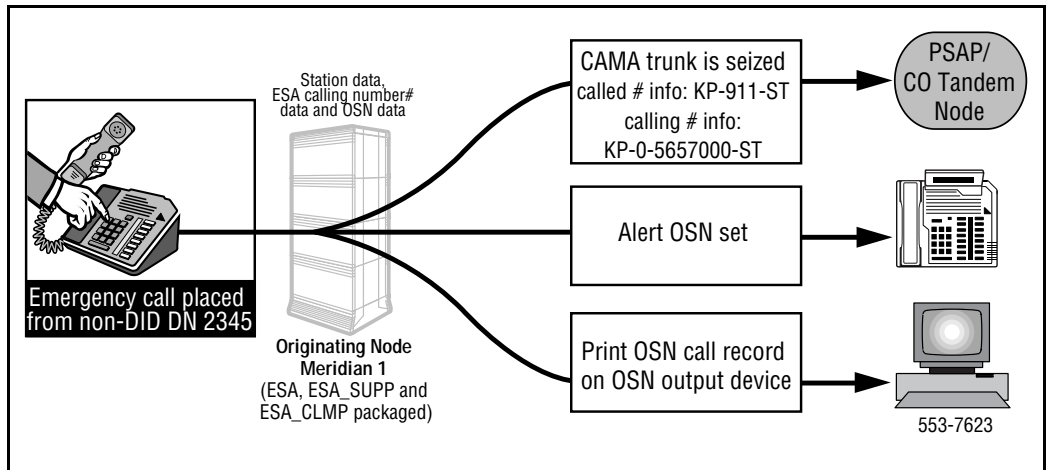 Emergency call placed
from non-DID DN 2345
Station data,
ESA calling number#
data and OSN data
Originating Node
Meridian 1
(ESA, ESA_SUPP and
ESA_CLMP packaged)
CAMA trunk is seized
called # info: KP-911-ST
calling # info:
KP-0-5657000-ST
PSAP/
CO Tandem
Node
Alert OSN set
Print OSN call record
on OSN output device
553-7623